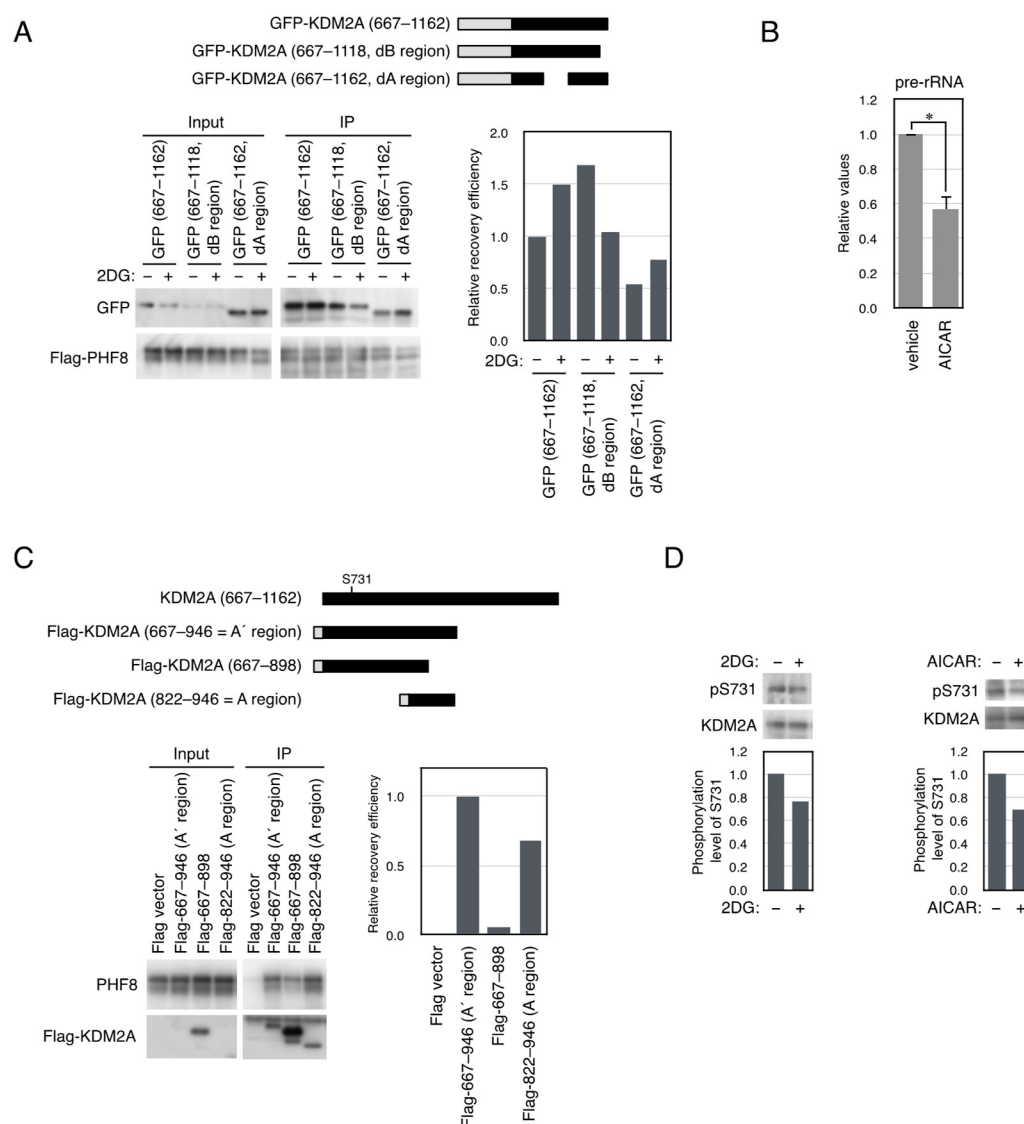 A
GFP-KDM2A (667–1162)
GFP-KDM2A (667–1118, dB region)
GFP-KDM2A (667–1162, dA region)
Input
IP
GFP (667–1162)
GFP (667–1118,
dB region)
GFP (667–1162,
dA region)
GFP (667–1162)
GFP (667–1118,
dB region)
GFP (667–1162,
dA region)
2DG: – + – + – + – + – + – +
GFP
Flag-PHF8
Relative recovery efficiency
2.0
1.5
1.0
0.5
0.0
2DG: – + – + – +
GFP (667–1162)
GFP (667–1118,
dB region)
GFP (667–1162,
dA region)
B
pre-rRNA
Relative values
1.2
1.0
0.8
0.6
0.4
0.2
0.0
*
vehicle
AICAR
C
S731
KDM2A (667–1162)
Flag-KDM2A (667–946 = A´ region)
Flag-KDM2A (667–898)
Flag-KDM2A (822–946 = A region)
Input
IP
Flag vector
Flag-667–946 (A´ region)
Flag-667–898
Flag-822–946 (A region)
Flag vector
Flag-667–946 (A´ region)
Flag-667–898
Flag-822–946 (A region)
PHF8
Flag-KDM2A
Relative recovery efficiency
1.0
0.5
0.0
Flag vector
Flag-667–946 (A´ region)
Flag-667–898
Flag-822–946 (A region)
D
2DG: – +
pS731
KDM2A
Phosphorylation
level of S731
1.2
1.0
0.8
0.6
0.4
0.2
0.0
2DG: – +
AICAR: – +
pS731
KDM2A
Phosphorylation
level of S731
1.2
1.0
0.8
0.6
0.4
0.2
0.0
AICAR: – +